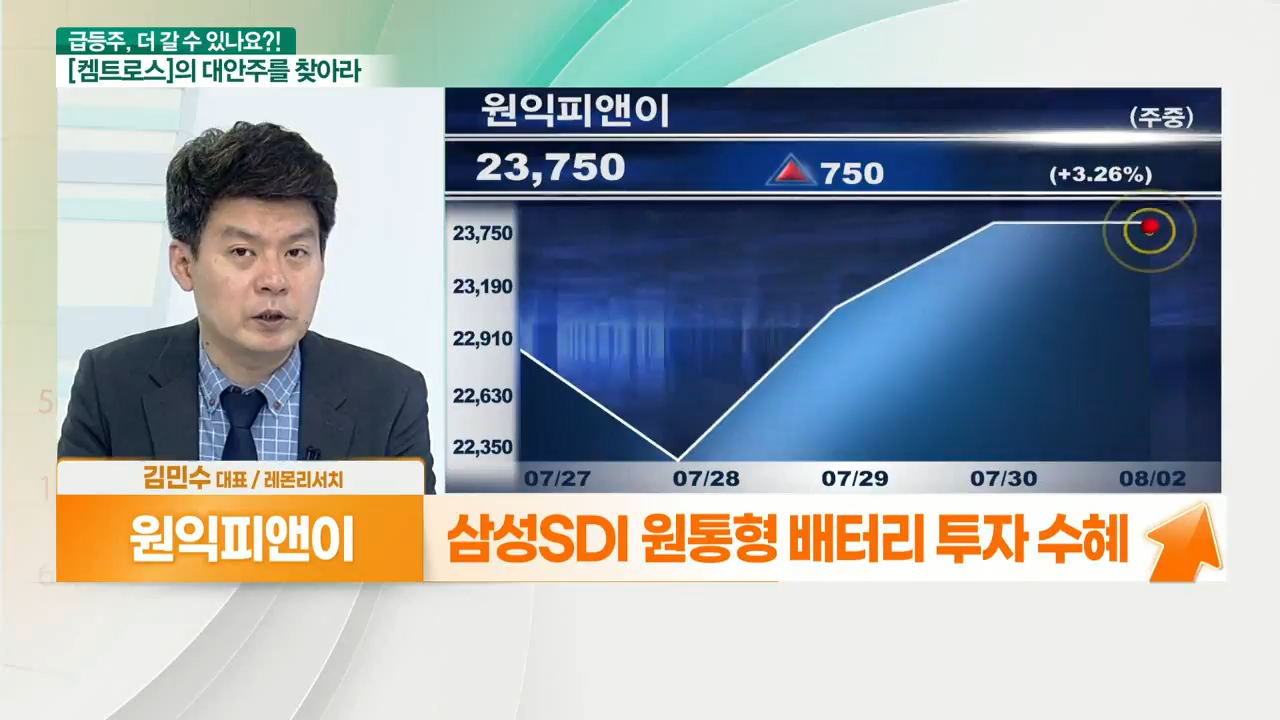 급등주, 더 갈 수 있나요?!
[켐트로스]의 대안주를 찾아라
원익피앤이
(주중)
23,750
750
(+3.26%)
23,750
23,190
22,910
22,630
22,350
07/27
07/28
07/29
07/30
08/02
김민수 대표 / 레몬리서치
원익피앤이
삼성SDI 원통형 배터리 투자 수혜